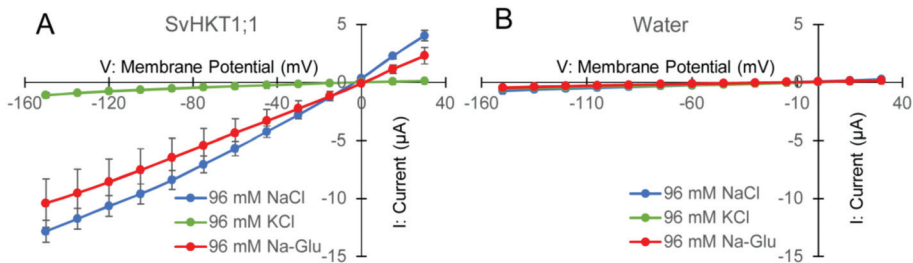 A
SvHKT1;1
5
V: Membrane Potential (mV)
0
-160
-120
-80
-40
0
40
-5
-10
-15
I: Current (µA)
96 mM NaCl
96 mM KCl
96 mM Na-Glu
B
Water
5
V: Membrane Potential (mV)
0
-160
-110
-60
-10
40
-5
-10
-15
I: Current (µA)
96 mM NaCl
96 mM KCl
96 mM Na-Glu